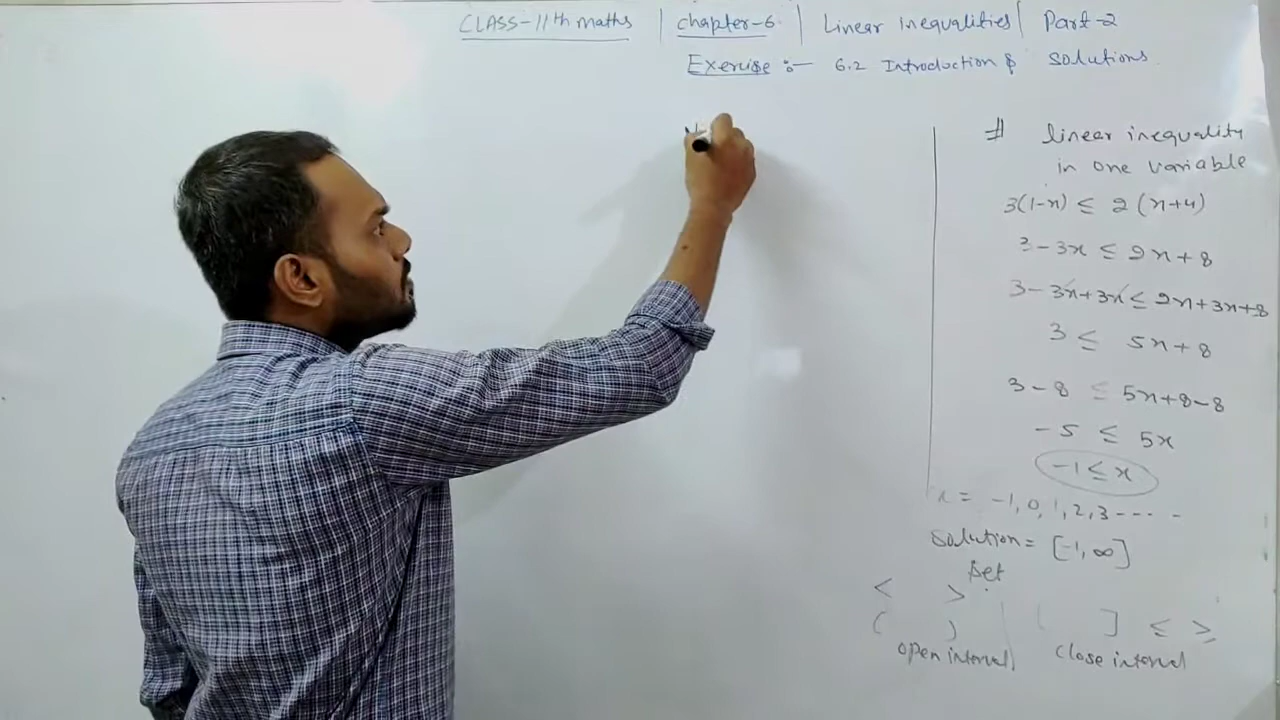 CLASS-11th maths | chapter-6 | Linear Inequalities | Part-2
Exercise :- 6.2 Introduction & solutions
# linear inequality
in one variable
3(1-x) ≤ 2(x+4)
3-3x ≤ 2x+8
3-3x+3x ≤ 2x+3x+8
3 ≤ 5x+8
3-8 ≤ 5x+8-8
-5 ≤ 5x
-1 ≤ x
x = -1, 0, 1, 2, 3 - - - - -
Solution = [-1, ∞]
Set
< >
( ) ( ] ≤ ≥
open interval, close interval